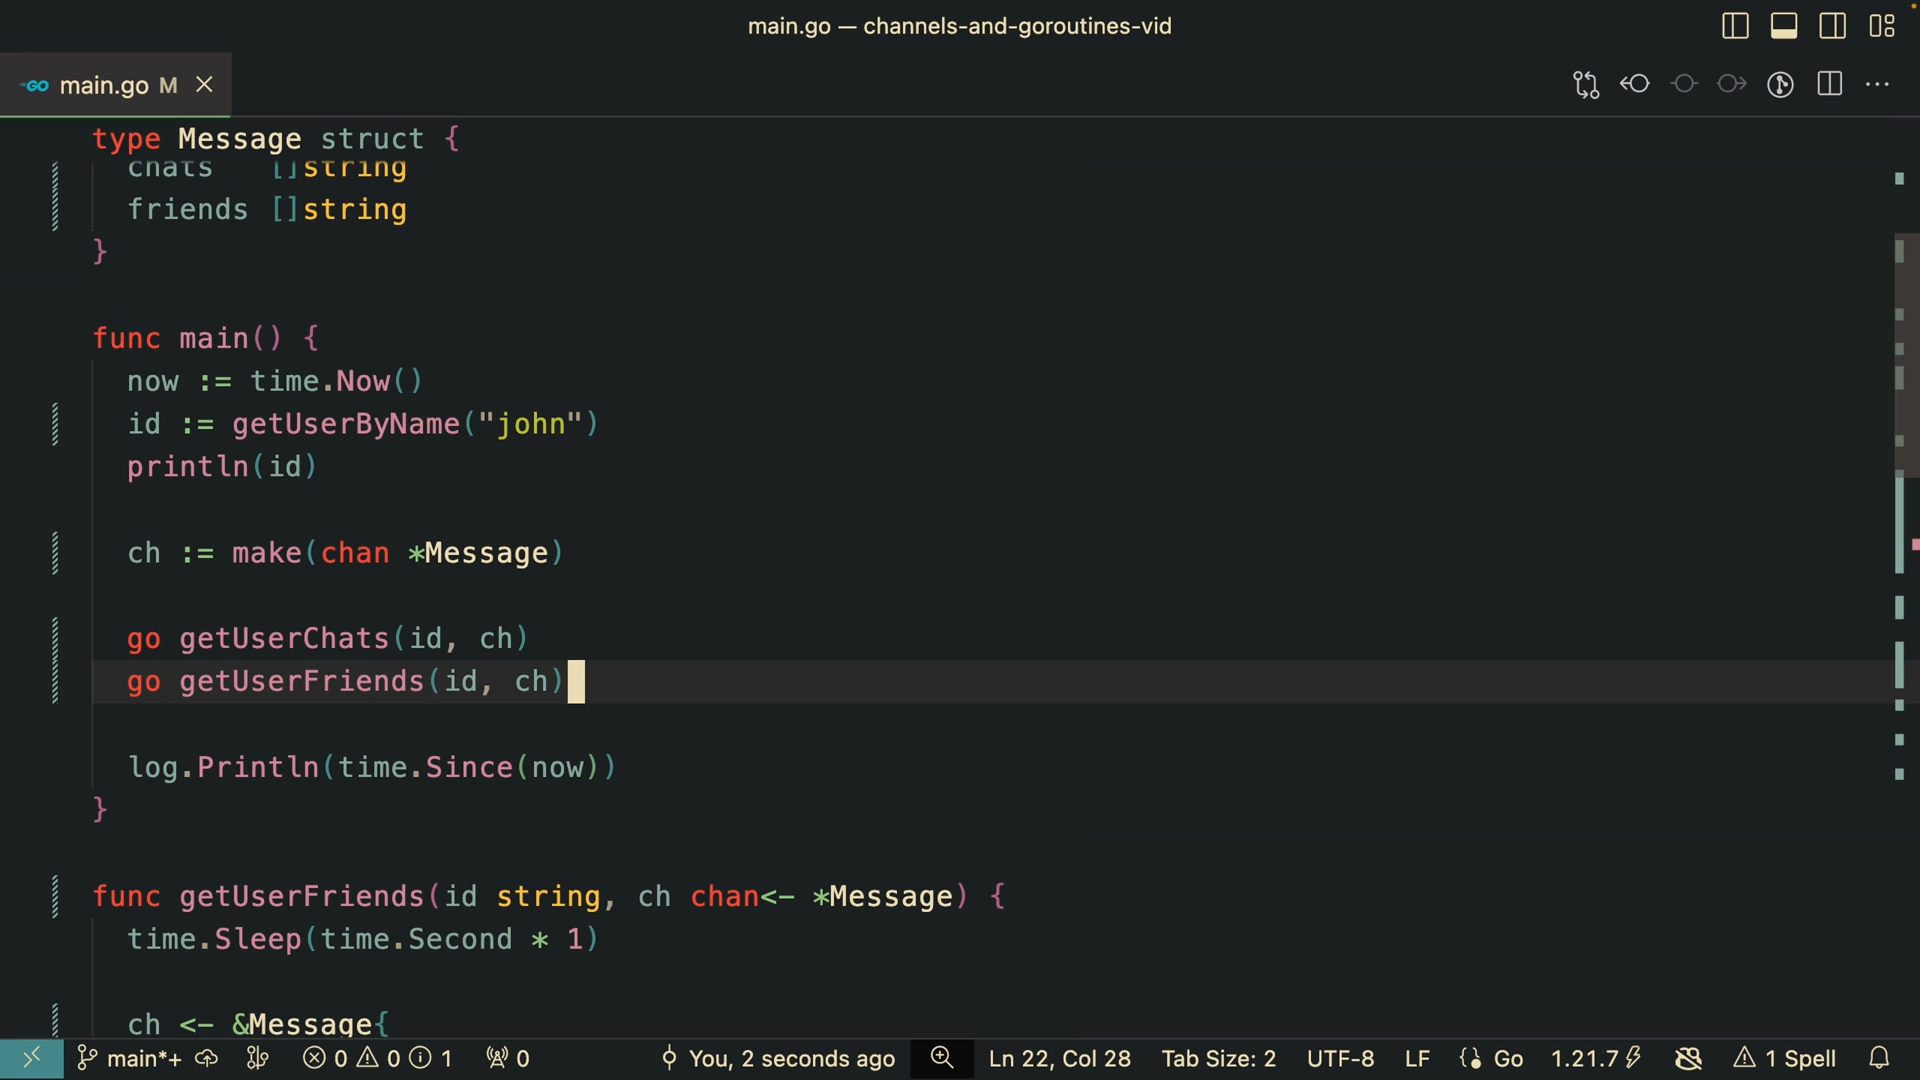 main.go — channels-and-goroutines-vid
GO main.go M
type Message struct {
chats []string
friends []string
}
func main() {
now := time.Now()
id := getUserByName("john")
println(id)
ch := make(chan *Message)
go getUserChats(id, ch)
go getUserFriends(id, ch)
log.Println(time.Since(now))
}
func getUserFriends(id string, ch chan<- *Message) {
time.Sleep(time.Second * 1)
ch <- &Message{
main*+ 0 0 1 0 You, 2 seconds ago Ln 22, Col 28 Tab Size: 2 UTF-8 LF Go 1.21.7 1 Spell